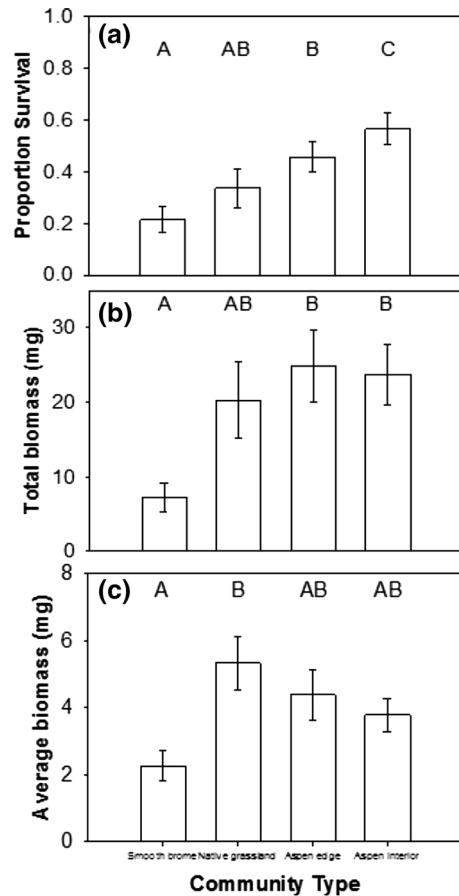 (a)
A AB B C
1.0
0.8
0.6
0.4
0.2
0.0
Proportion Survival
(b)
A AB B B
30
20
10
0
Total biomass (mg)
(c)
A B AB AB
8
6
4
2
0
Average biomass (mg)
Smooth brome Native grassland Aspen edge Aspen Interior
Community Type